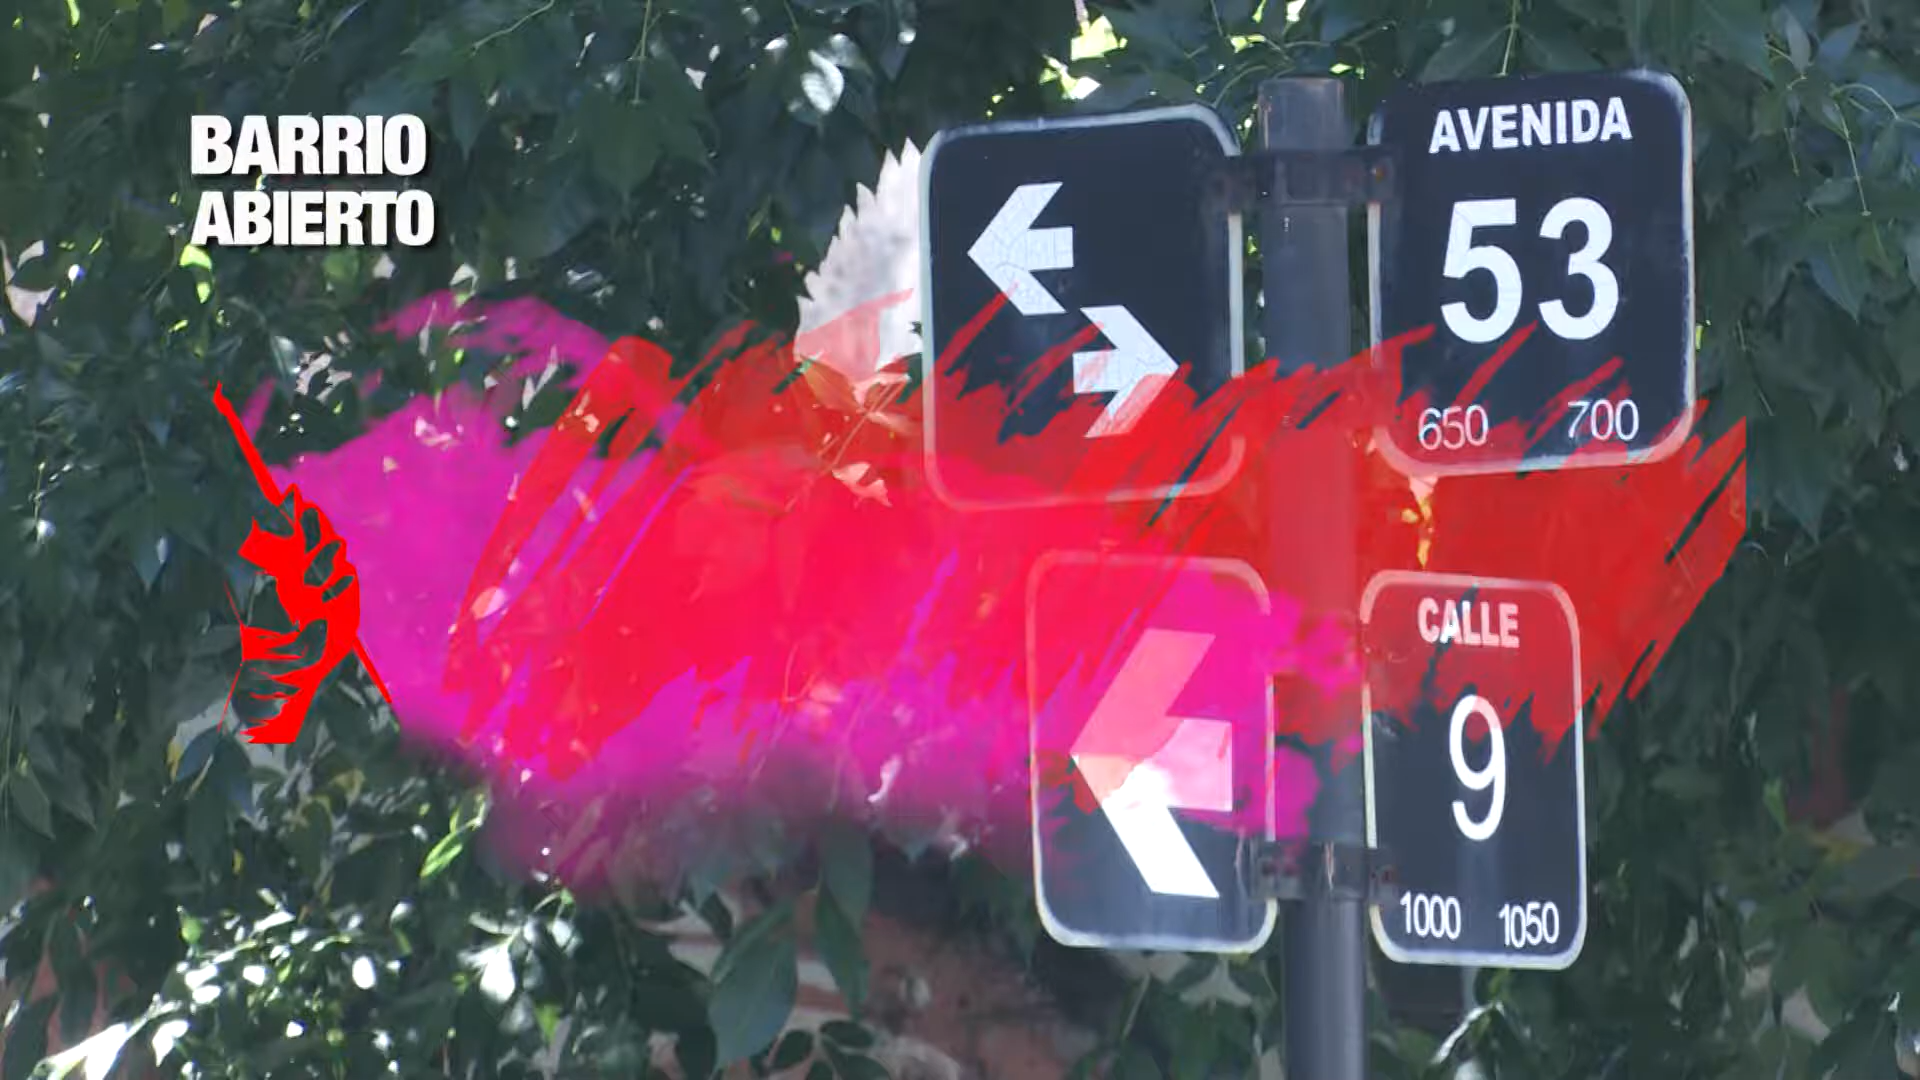 BARRIO
ABIERTO
AVENIDA
53
650 700
CALLE
9
1000 1050